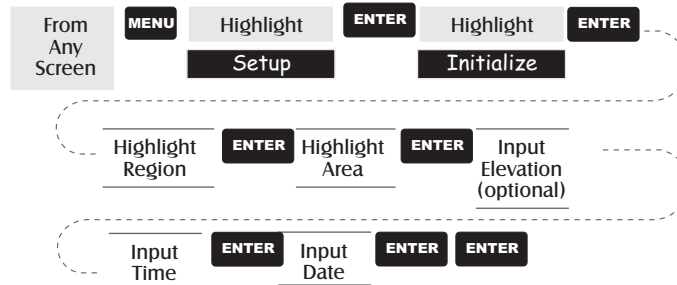 From Any Screen MENU Highlight Setup ENTER Highlight Initialize ENTER
Highlight Region ENTER Highlight Area ENTER Input Elevation (optional)
Input Time ENTER Input Date ENTER ENTER